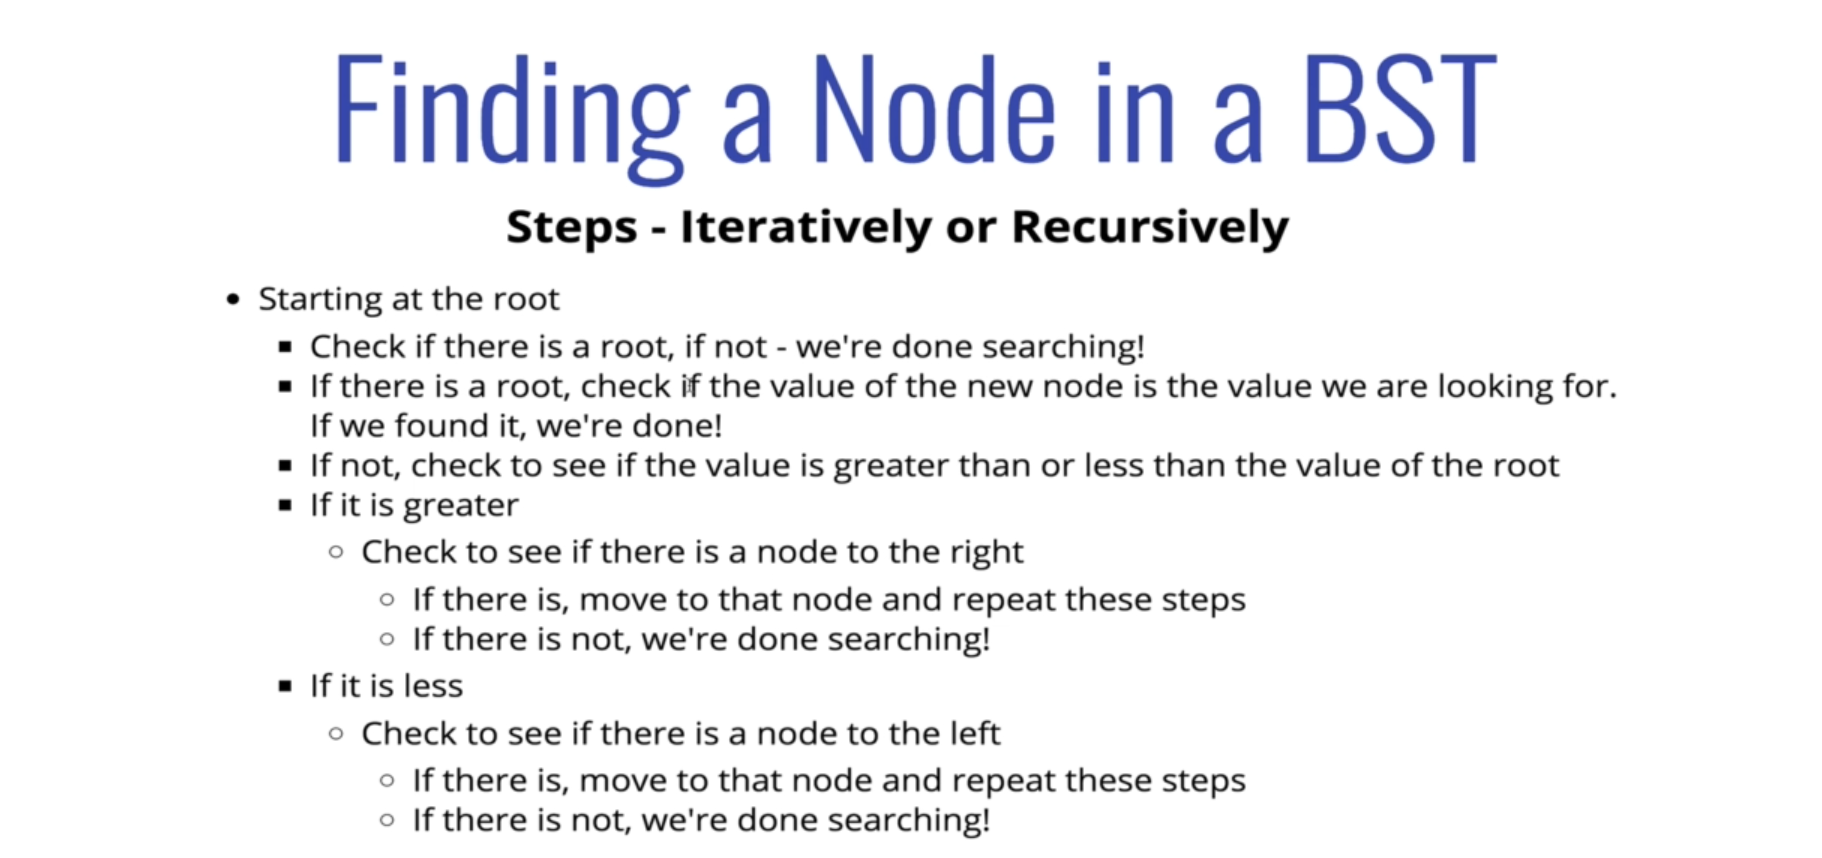 Finding a Node in a BST
Steps - Iteratively or Recursively
Starting at the root
Check if there is a root, if not - we're done searching!
If there is a root, check if the value of the new node is the value we are looking for.
If we found it, we're done!
If not, check to see if the value is greater than or less than the value of the root
If it is greater
Check to see if there is a node to the right
If there is, move to that node and repeat these steps
If there is not, we're done searching!
If it is less
Check to see if there is a node to the left
If there is, move to that node and repeat these steps
If there is not, we're done searching!